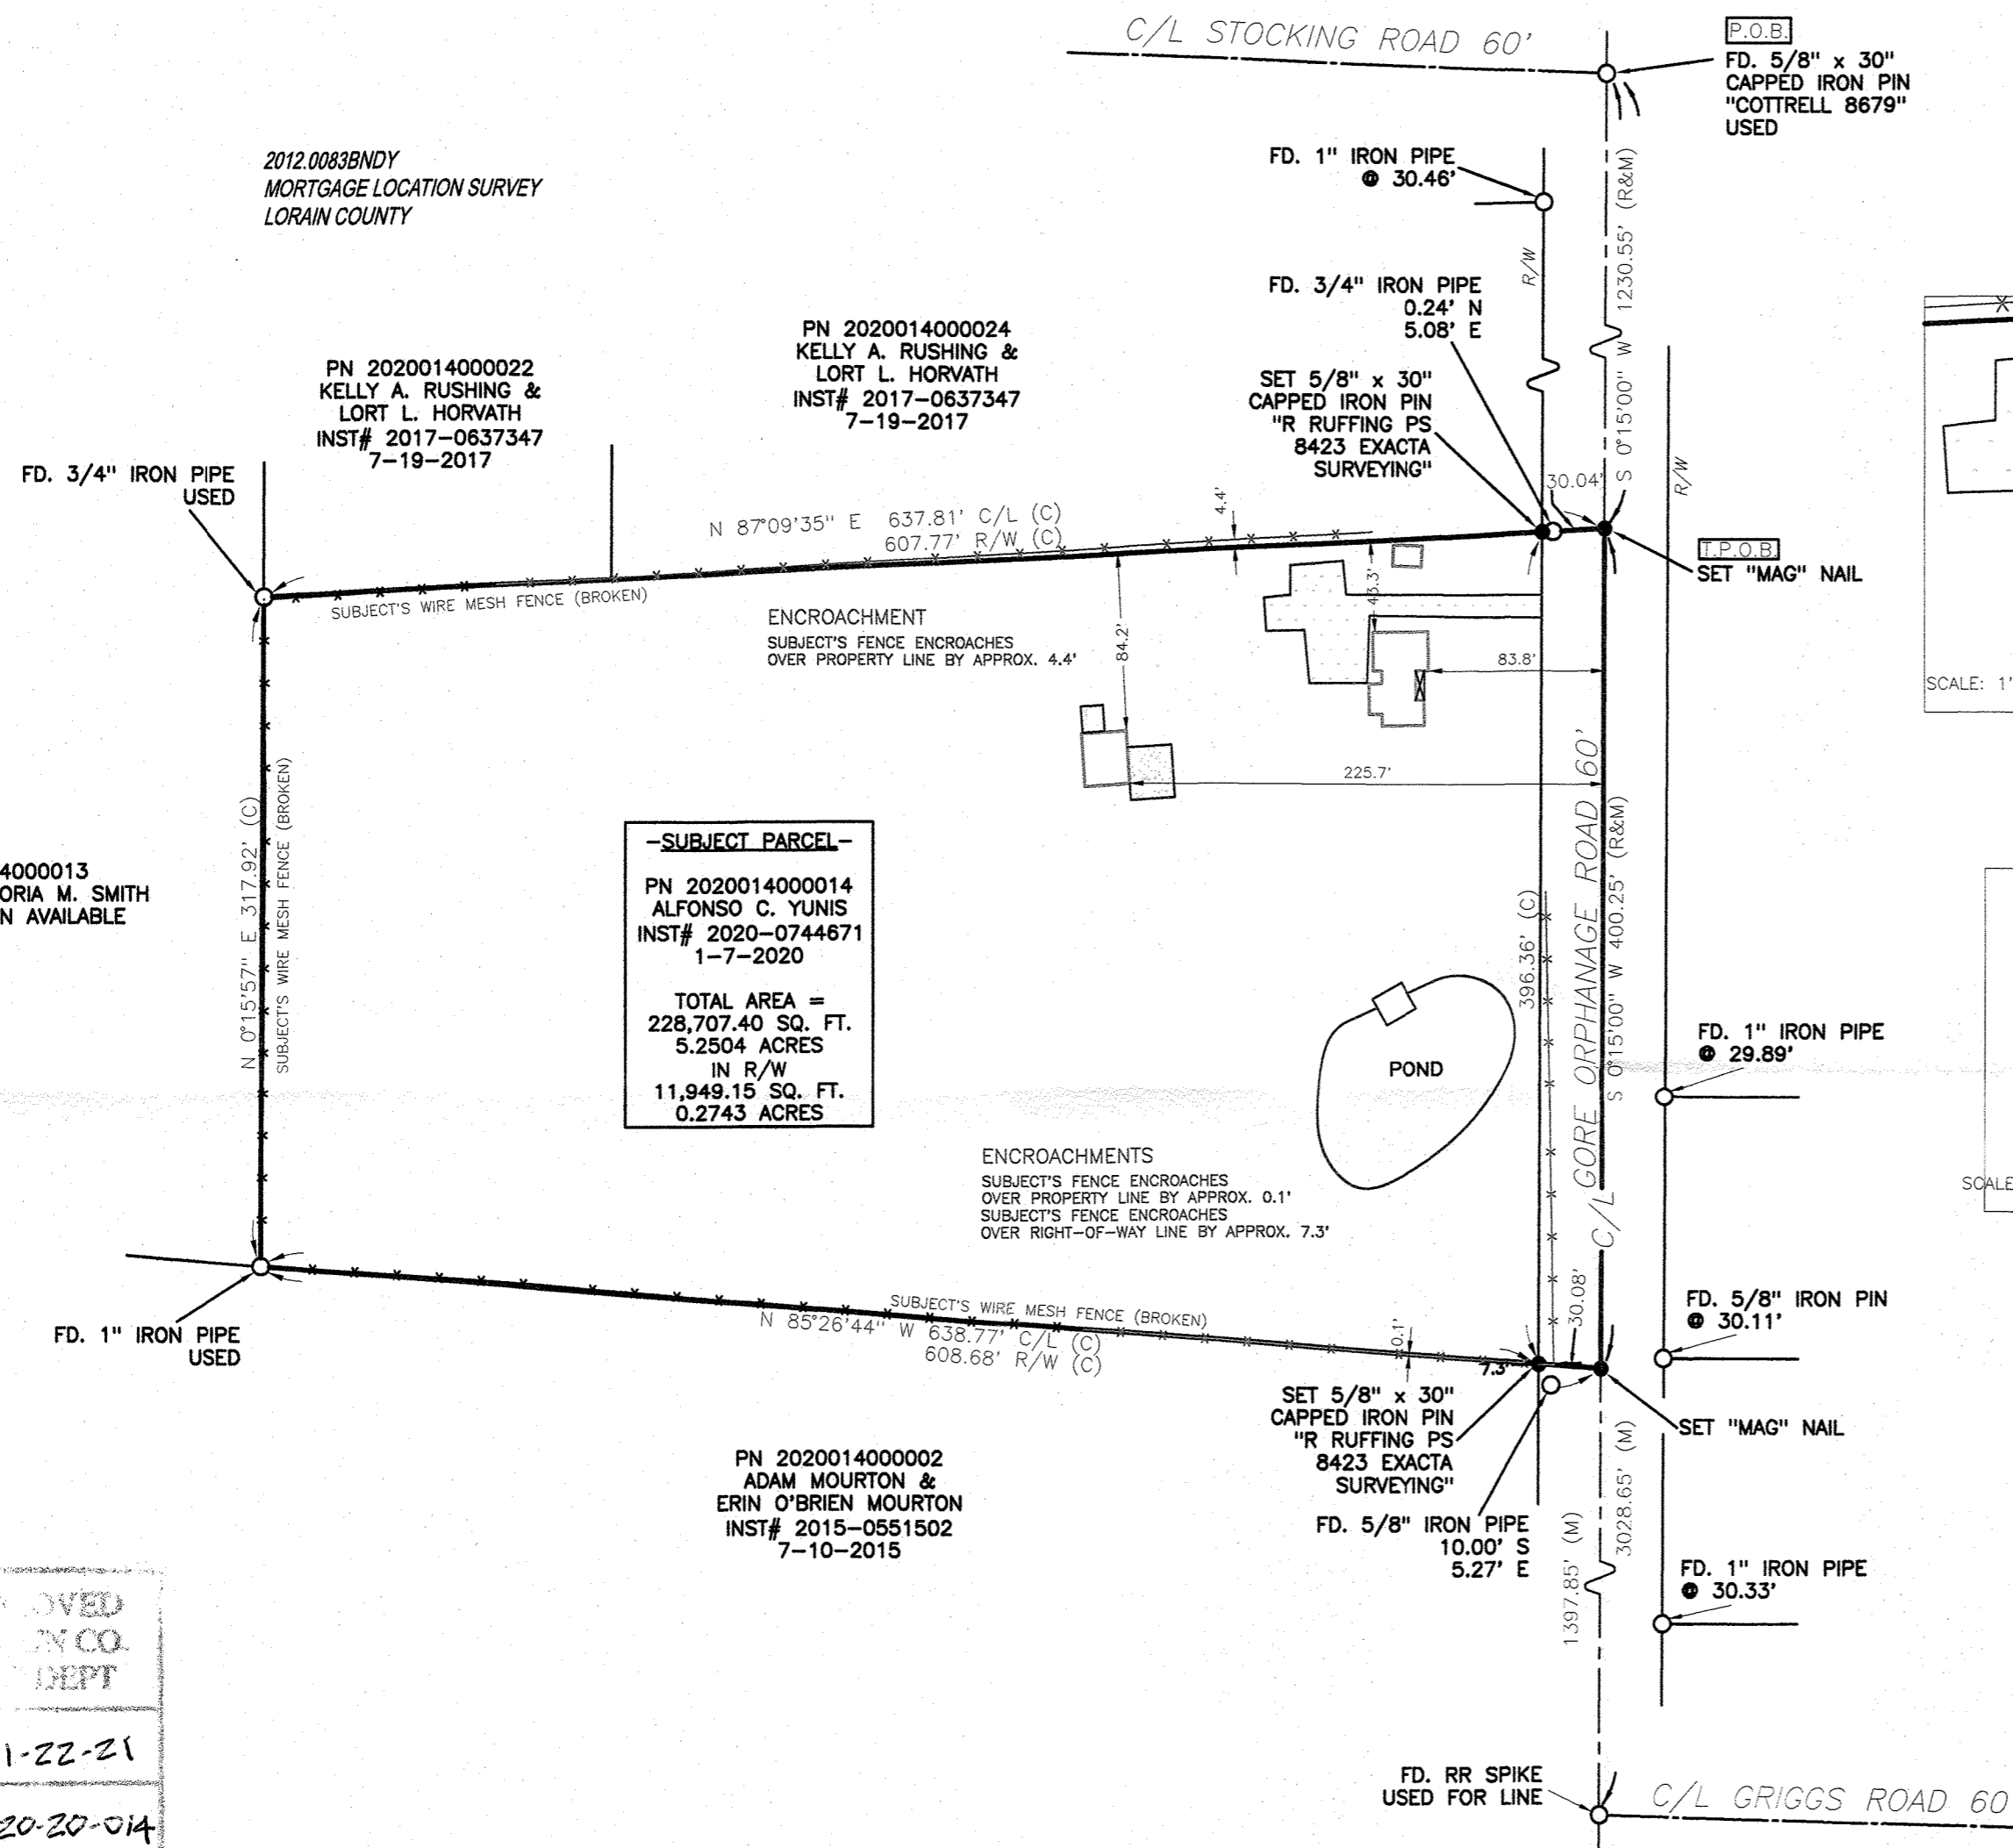 C/L STOCKING ROAD 60'
P.O.B.
FD. 5/8" x 30"
CAPPED IRON PIN
"COTTRELL 8679"
USED
2012.0083BNDY
MORTGAGE LOCATION SURVEY
LORAIN COUNTY
FD. 1" IRON PIPE
@ 30.46'
R/W
S 0°15'00" W 1230.55' (R&M)
FD. 3/4" IRON PIPE
0.24' N
5.08' E
SET 5/8" x 30"
CAPPED IRON PIN
"R RUFFING PS
8423 EXACTA
SURVEYING"
PN 2020014000022
KELLY A. RUSHING &
LORT L. HORVATH
INST# 2017-0637347
7-19-2017
PN 2020014000024
KELLY A. RUSHING &
LORT L. HORVATH
INST# 2017-0637347
7-19-2017
FD. 3/4" IRON PIPE
USED
N 87°09'35" E 637.81' C/L (C)
607.77' R/W (C)
4.4'
30.04'
R/W
T.P.O.B.
SET "MAG" NAIL
SUBJECT'S WIRE MESH FENCE (BROKEN)
ENCROACHMENT
SUBJECT'S FENCE ENCROACHES
OVER PROPERTY LINE BY APPROX. 4.4'
84.2'
43.3'
83.8'
225.7'
SCALE: 1'
N 0°15'57" E 317.92' (C)
SUBJECT'S WIRE MESH FENCE (BROKEN)
4000013
ORIA M. SMITH
N AVAILABLE
-SUBJECT PARCEL-
PN 2020014000014
ALFONSO C. YUNIS
INST# 2020-0744671
1-7-2020
TOTAL AREA =
228,707.40 SQ. FT.
5.2504 ACRES
IN R/W
11,949.15 SQ. FT.
0.2743 ACRES
396.36' (C)
C/L GORE ORPHANAGE ROAD 60'
S 0°15'00" W 400.25' (R&M)
POND
FD. 1" IRON PIPE
@ 29.89'
ENCROACHMENTS
SUBJECT'S FENCE ENCROACHES
OVER PROPERTY LINE BY APPROX. 0.1'
SUBJECT'S FENCE ENCROACHES
OVER RIGHT-OF-WAY LINE BY APPROX. 7.3'
SCALE
FD. 1" IRON PIPE
USED
SUBJECT'S WIRE MESH FENCE (BROKEN)
N 85°26'44" W 638.77' C/L (C)
608.68' R/W (C)
0.1'
7.3'
30.08'
FD. 5/8" IRON PIN
@ 30.11'
SET 5/8" x 30"
CAPPED IRON PIN
"R RUFFING PS
8423 EXACTA
SURVEYING"
SET "MAG" NAIL
PN 2020014000002
ADAM MOURTON &
ERIN O'BRIEN MOURTON
INST# 2015-0551502
7-10-2015
FD. 5/8" IRON PIPE
10.00' S
5.27' E
1397.85' (M)
3028.65' (M)
FD. 1" IRON PIPE
@ 30.33'
OVED
N CO.
DEPT
1-22-21
20-20-014
FD. RR SPIKE
USED FOR LINE
C/L GRIGGS ROAD 60